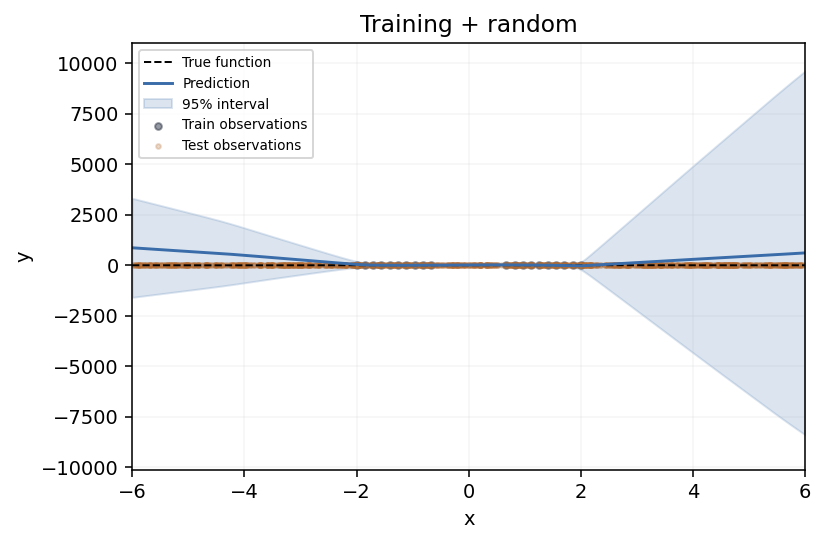 Training + random
True function
Prediction
95% interval
Train observations
Test observations
10000
7500
5000
2500
0
−2500
−5000
−7500
−10000
y
−6 −4 −2 0 2 4 6
x